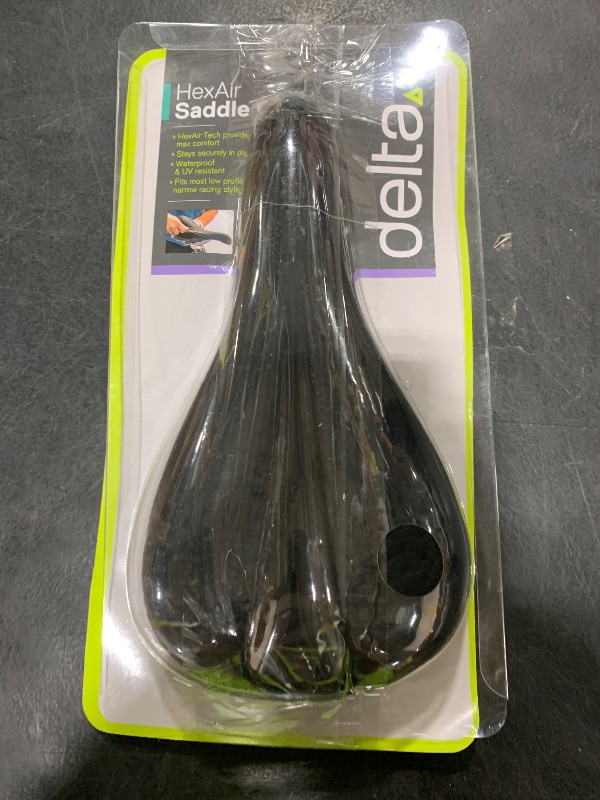 HexAir
Saddle
• HexAir Tech provide
max comfort
• Stays securely in pl
• Waterproof
& UV resistant
• Fits most low profil
narrow racing style
delta